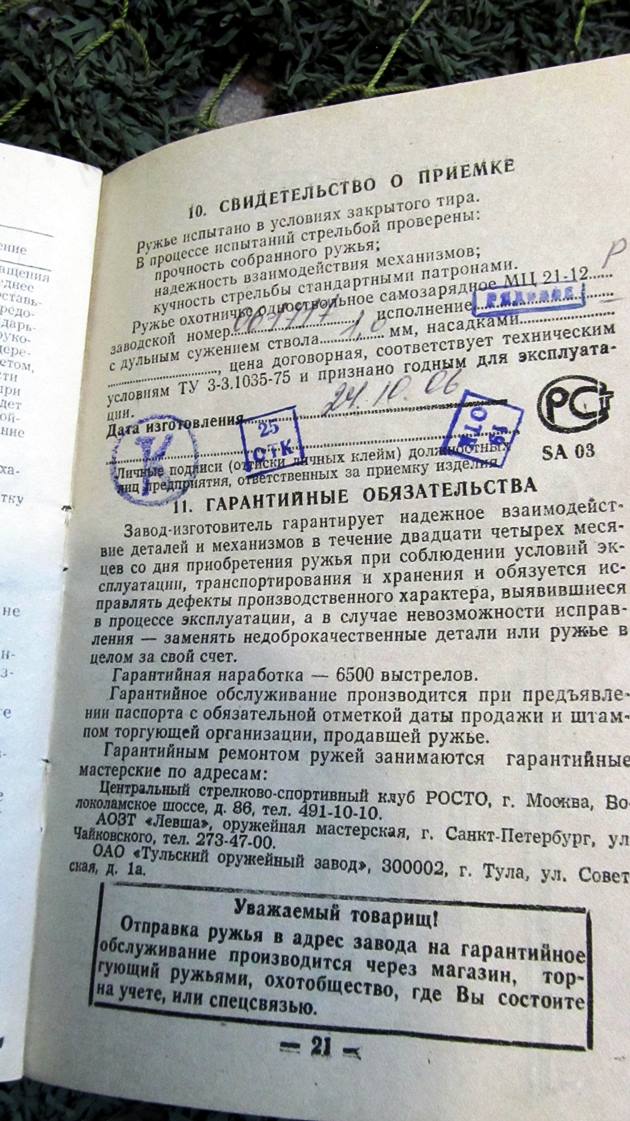 10. СВИДЕТЕЛЬСТВО О ПРИЕМКЕ
Ружье испытано в условиях закрытого тира.
В процессе испытаний стрельбой проверены:
прочность собранного ружья;
надежность взаимодействия механизмов;
кучность стрельбы стандартными патронами.
Ружье охотничье одноствольное самозарядное МЦ 21-12 Р
заводской номер исполнение РЯДОВОЕ
с дульным сужением ствола 1,0 мм, насадками
, цена договорная, соответствует техническим
условиям ТУ 3-3.1035-75 и признано годным для эксплуата-
ции.
Дата изготовления 24.10.06
К
25
СТК
ОТК
19
РСТ
SA 03
Личные подписи (оттиски личных клейм) должностных
лиц предприятия, ответственных за приемку изделия
11. ГАРАНТИЙНЫЕ ОБЯЗАТЕЛЬСТВА
Завод-изготовитель гарантирует надежное взаимодейст-
вие деталей и механизмов в течение двадцати четырех меся-
цев со дня приобретения ружья при соблюдении условий эк-
сплуатации, транспортирования и хранения и обязуется ис-
правлять дефекты производственного характера, выявившиеся
в процессе эксплуатации, а в случае невозможности исправ-
ления — заменять недоброкачественные детали или ружье в
целом за свой счет.
Гарантийная наработка — 6500 выстрелов.
Гарантийное обслуживание производится при предъявле-
нии паспорта с обязательной отметкой даты продажи и штам-
пом торгующей организации, продавшей ружье.
Гарантийным ремонтом ружей занимаются гарантийные
мастерские по адресам:
Центральный стрелково-спортивный клуб РОСТО, г. Москва, Во-
локоламское шоссе, д. 86, тел. 491-10-10.
АОЗТ «Левша», оружейная мастерская, г. Санкт-Петербург, ул
Чайковского, тел. 273-47-00.
ОАО «Тульский оружейный завод», 300002, г. Тула, ул. Совет
ская, д. 1а.
Уважаемый товарищ!
Отправка ружья в адрес завода на гарантийное
обслуживание производится через магазин, тор-
гующий ружьями, охотобщество, где Вы состоите
на учете, или спецсвязью.
— 21 —